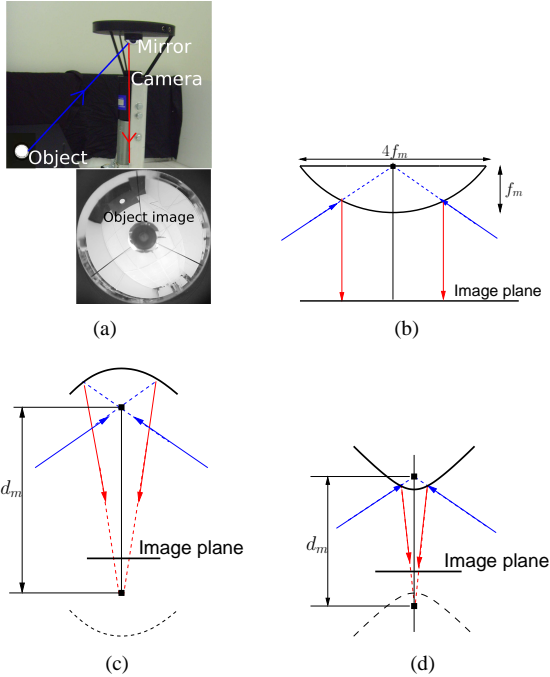 Mirror
Camera
Object
Object image
(a)
4f_m
f_m
Image plane
(b)
d_m
Image plane
(c)
d_m
Image plane
(d)